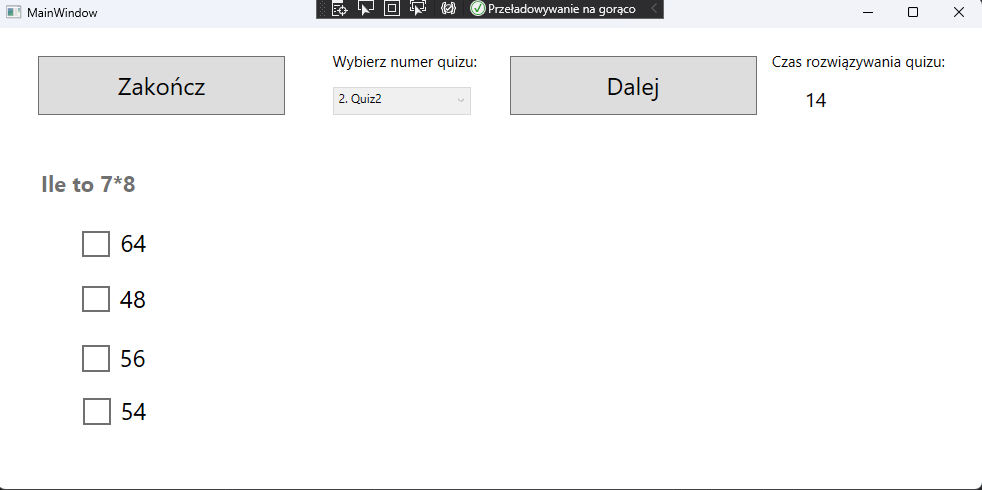 MainWindow
Przeładowywanie na gorąco
Zakończ
Wybierz numer quizu:
2. Quiz2
Dalej
Czas rozwiązywania quizu:
14
Ile to 7*8
64
48
56
54